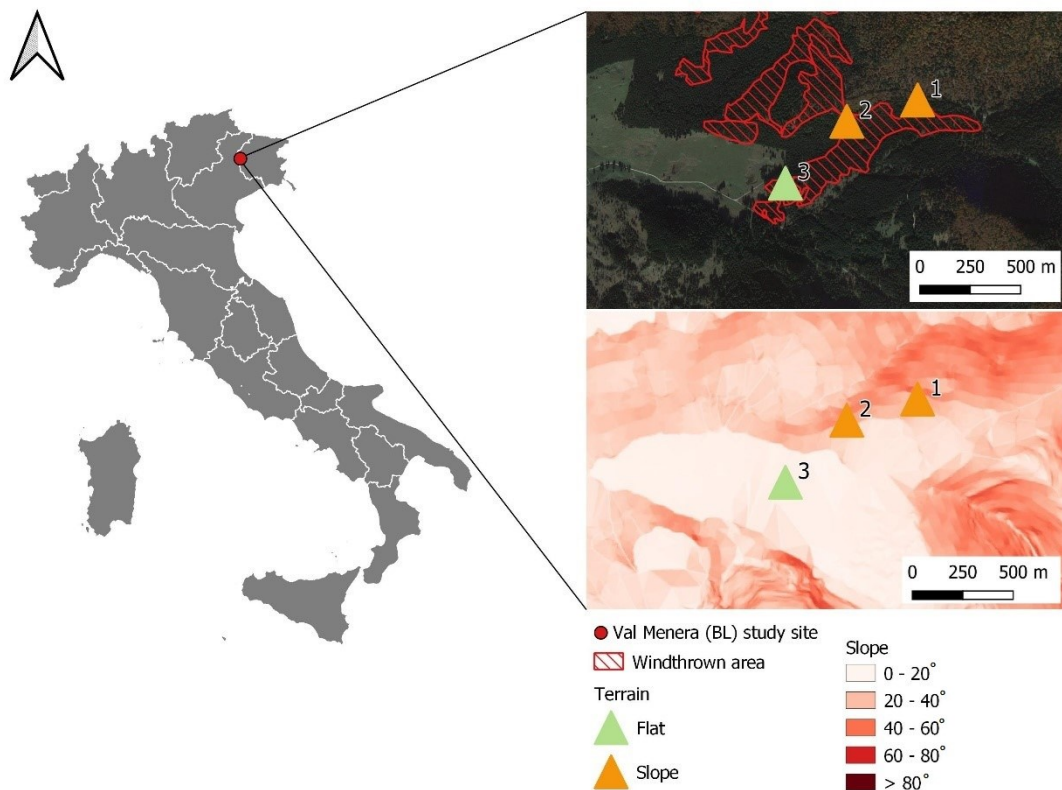 1
2
3
0 250 500 m
1
2
3
0 250 500 m
Val Menera (BL) study site
Windthrown area
Terrain
Flat
Slope
Slope
0 - 20°
20 - 40°
40 - 60°
60 - 80°
> 80°